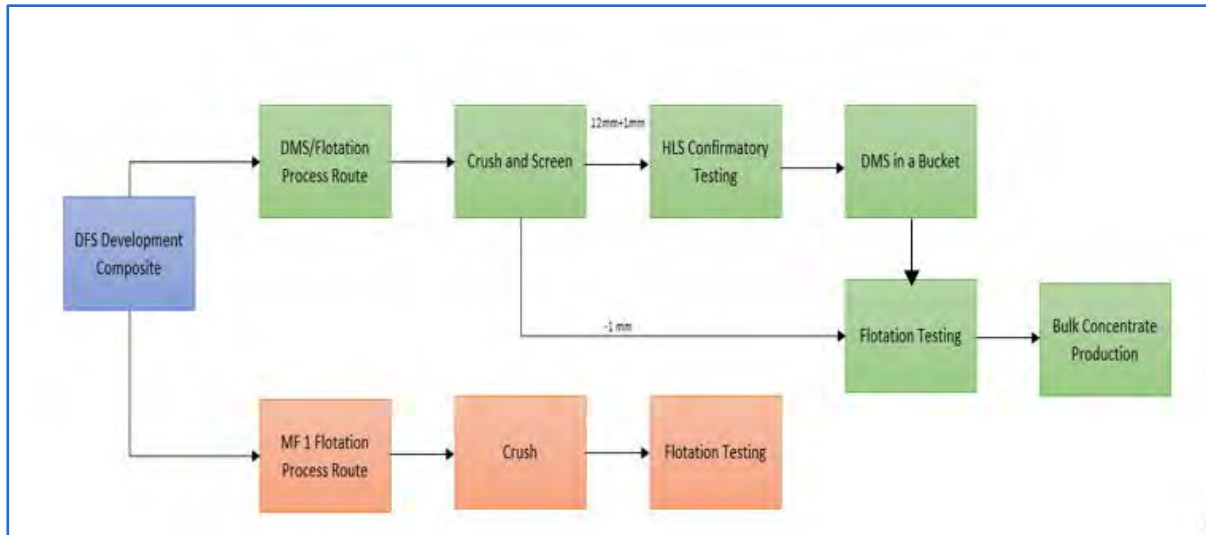 12mm+1mm
DMS/Flotation
Process Route
Crush and Screen
HLS Confirmatory
Testing
DMS in a Bucket
DFS Development
Composite
-1 mm
Flotation Testing
Bulk Concentrate
Production
MF 1 Flotation
Process Route
Crush
Flotation Testing